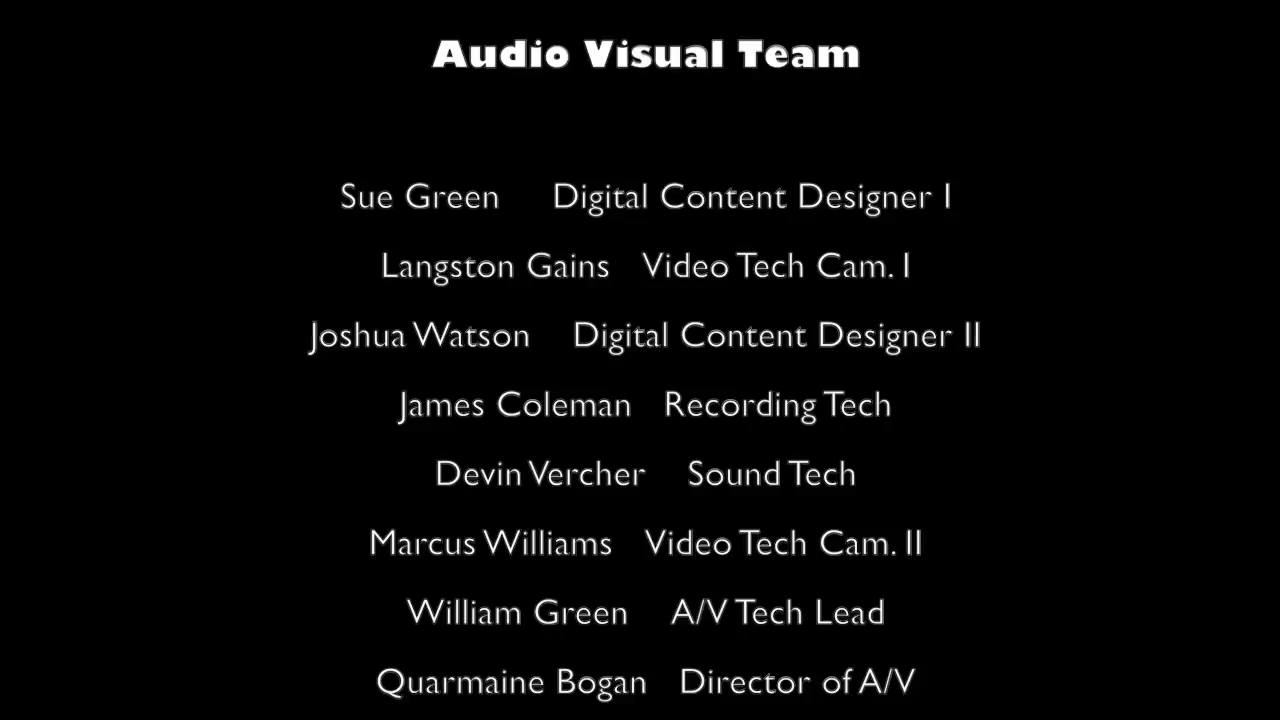 Audio Visual Team
Sue Green Digital Content Designer I
Langston Gains Video Tech Cam. I
Joshua Watson Digital Content Designer II
James Coleman Recording Tech
Devin Vercher Sound Tech
Marcus Williams Video Tech Cam. II
William Green A/V Tech Lead
Quarmaine Bogan Director of A/V